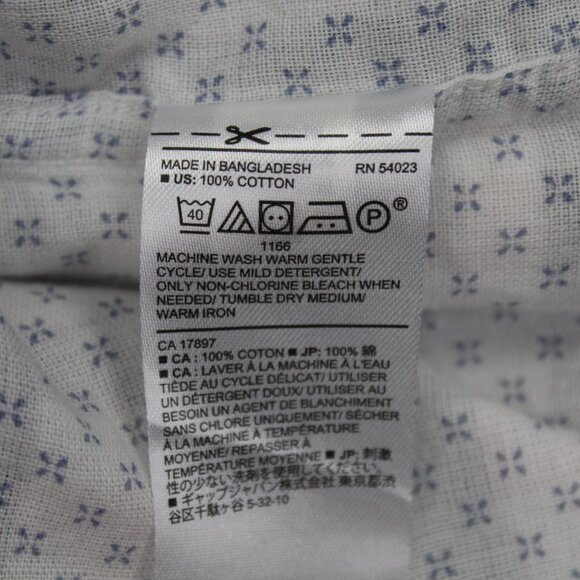 MADE IN BANGLADESH RN 54023
■ US: 100% COTTON
40 P ®
1166
MACHINE WASH WARM GENTLE
CYCLE/ USE MILD DETERGENT/
ONLY NON-CHLORINE BLEACH WHEN
NEEDED/ TUMBLE DRY MEDIUM/
WARM IRON
CA 17897
■ CA : 100% COTON ■ JP: 100% 綿
■ CA : LAVER À LA MACHINE À L'EAU
TIÈDE AU CYCLE DÉLICAT/ UTILISER
UN DÉTERGENT DOUX/ UTILISER AU
BESOIN UN AGENT DE BLANCHIMENT
SANS CHLORE UNIQUEMENT/ SÉCHER
À LA MACHINE À TEMPÉRATURE
MOYENNE/ REPASSER À
TEMPÉRATURE MOYENNE ■ JP: 刺激
性の少ない洗剤を使用してください
■ ギャップジャパン株式会社 東京都渋
谷区千駄ヶ谷 5-32-10